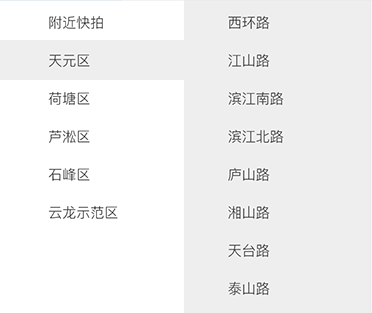 附近快拍
天元区
荷塘区
芦淞区
石峰区
云龙示范区
西环路
江山路
滨江南路
滨江北路
庐山路
湘山路
天台路
泰山路